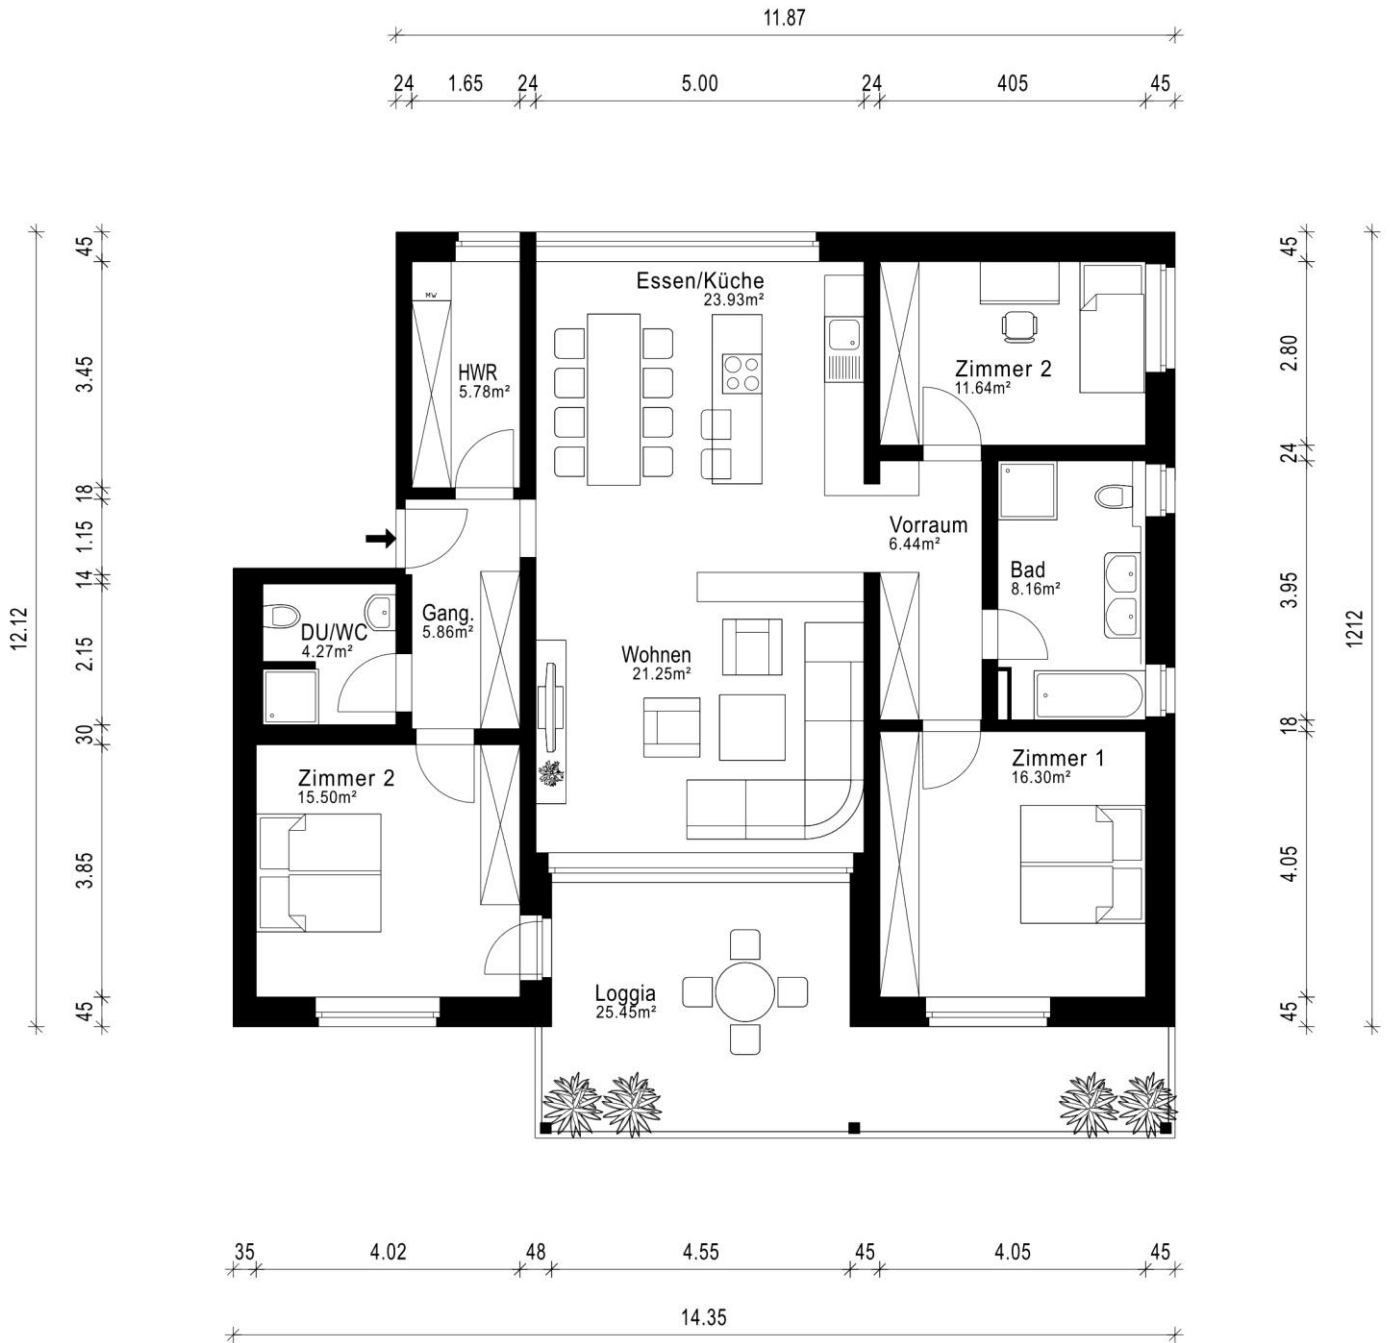 11.87
24 1.65 24 5.00 24 405 45
45
3.45
18
1.15
14
2.15
30
3.85
45
12.12
Essen/Küche
23.93m²
MW
HWR
5.78m²
Zimmer 2
11.64m²
Vorraum
6.44m²
Bad
8.16m²
Gang.
5.86m²
DU/WC
4.27m²
Wohnen
21.25m²
Zimmer 2
15.50m²
Zimmer 1
16.30m²
Loggia
25.45m²
45
2.80
24
3.95
18
4.05
45
1212
35 4.02 48 4.55 45 4.05 45
14.35